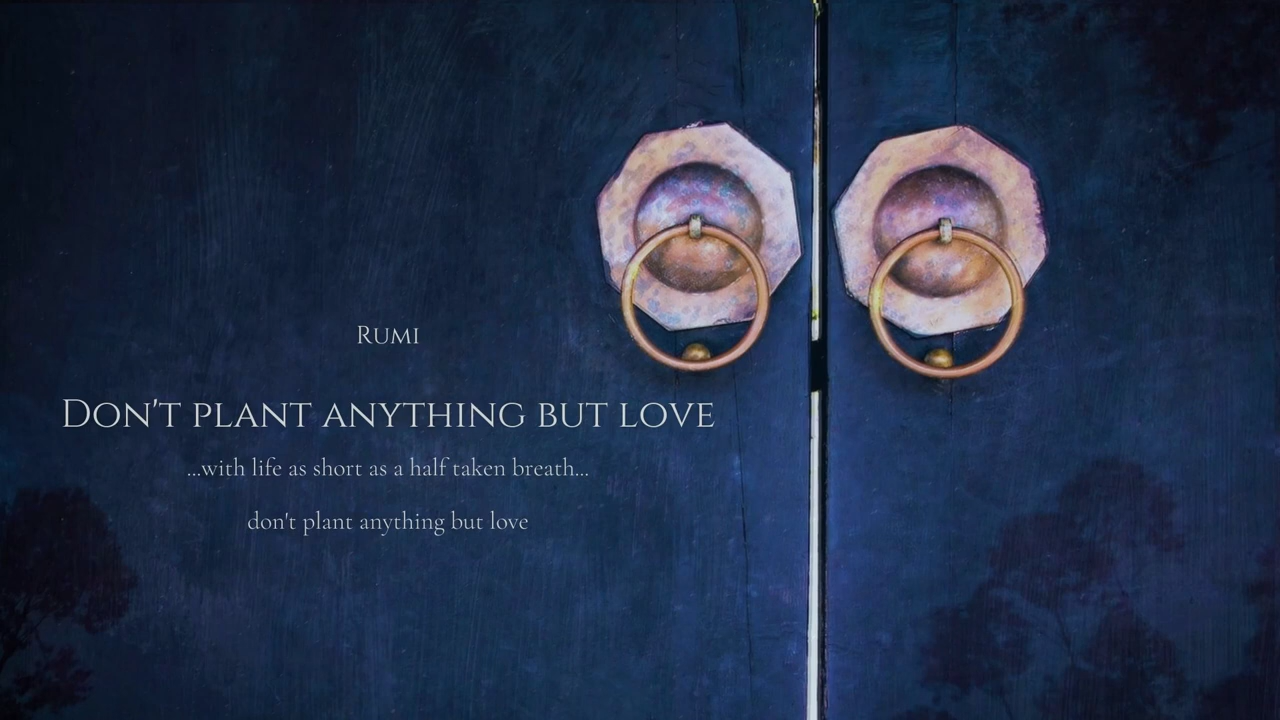 Rumi
Don't plant anything but love
...with life as short as a half taken breath...
don't plant anything but love